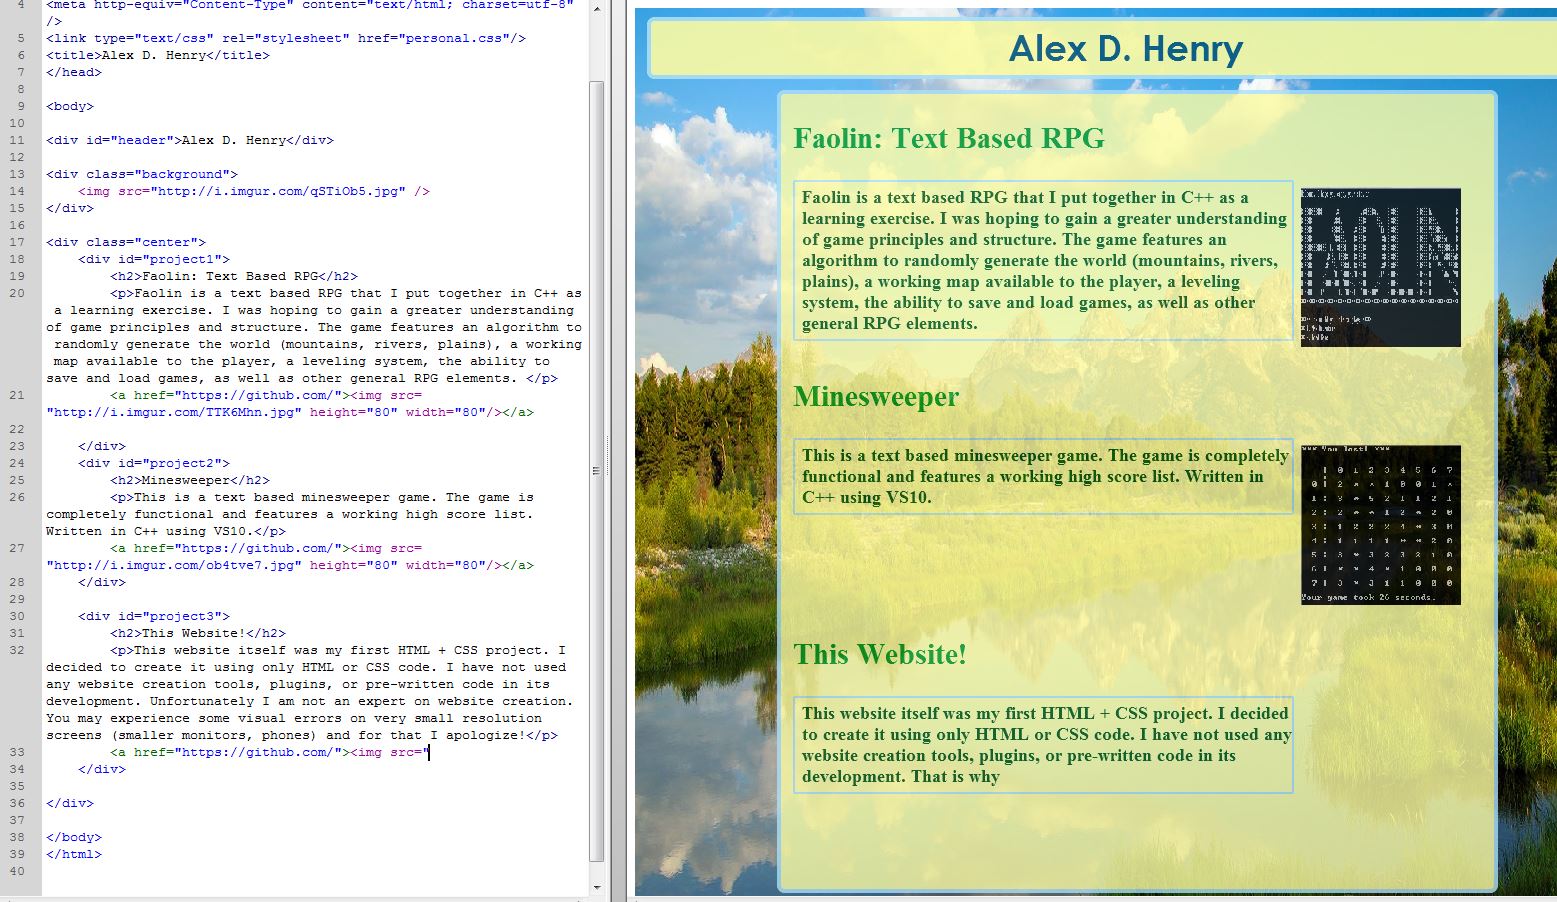 4 <meta http-equiv="Content-Type" content="text/html; charset=utf-8"
/>
5 <link type="text/css" rel="stylesheet" href="personal.css"/>
6 <title>Alex D. Henry</title>
7 </head>
8
9 <body>
10
11 <div id="header">Alex D. Henry</div>
12
13 <div class="background">
14 <img src="http://i.imgur.com/qSTiOb5.jpg" />
15 </div>
16
17 <div class="center">
18 <div id="project1">
19 <h2>Faolin: Text Based RPG</h2>
20 <p>Faolin is a text based RPG that I put together in C++ as
a learning exercise. I was hoping to gain a greater understanding
of game principles and structure. The game features an algorithm to
randomly generate the world (mountains, rivers, plains), a working
map available to the player, a leveling system, the ability to
save and load games, as well as other general RPG elements. </p>
21 <a href="https://github.com/"><img src=
"http://i.imgur.com/TTK6Mhn.jpg" height="80" width="80"/></a>
22
23 </div>
24 <div id="project2">
25 <h2>Minesweeper</h2>
26 <p>This is a text based minesweeper game. The game is
completely functional and features a working high score list.
Written in C++ using VS10.</p>
27 <a href="https://github.com/"><img src=
"http://i.imgur.com/ob4tve7.jpg" height="80" width="80"/></a>
28 </div>
29
30 <div id="project3">
31 <h2>This Website!</h2>
32 <p>This website itself was my first HTML + CSS project. I
decided to create it using only HTML or CSS code. I have not used
any website creation tools, plugins, or pre-written code in its
development. Unfortunately I am not an expert on website creation.
You may experience some visual errors on very small resolution
screens (smaller monitors, phones) and for that I apologize!</p>
33 <a href="https://github.com/"><img src="
34 </div>
35
36 </div>
37
38 </body>
39 </html>
40
Alex D. Henry
Faolin: Text Based RPG
Faolin is a text based RPG that I put together in C++ as a
learning exercise. I was hoping to gain a greater understanding
of game principles and structure. The game features an
algorithm to randomly generate the world (mountains, rivers,
plains), a working map available to the player, a leveling
system, the ability to save and load games, as well as other
general RPG elements.
FAOLIN
Minesweeper
This is a text based minesweeper game. The game is completely
functional and features a working high score list. Written in
C++ using VS10.
*** You lost! ***
0 1 2 3 4 5 6 7
Your game took 26 seconds.
This Website!
This website itself was my first HTML + CSS project. I decided
to create it using only HTML or CSS code. I have not used any
website creation tools, plugins, or pre-written code in its
development. That is why